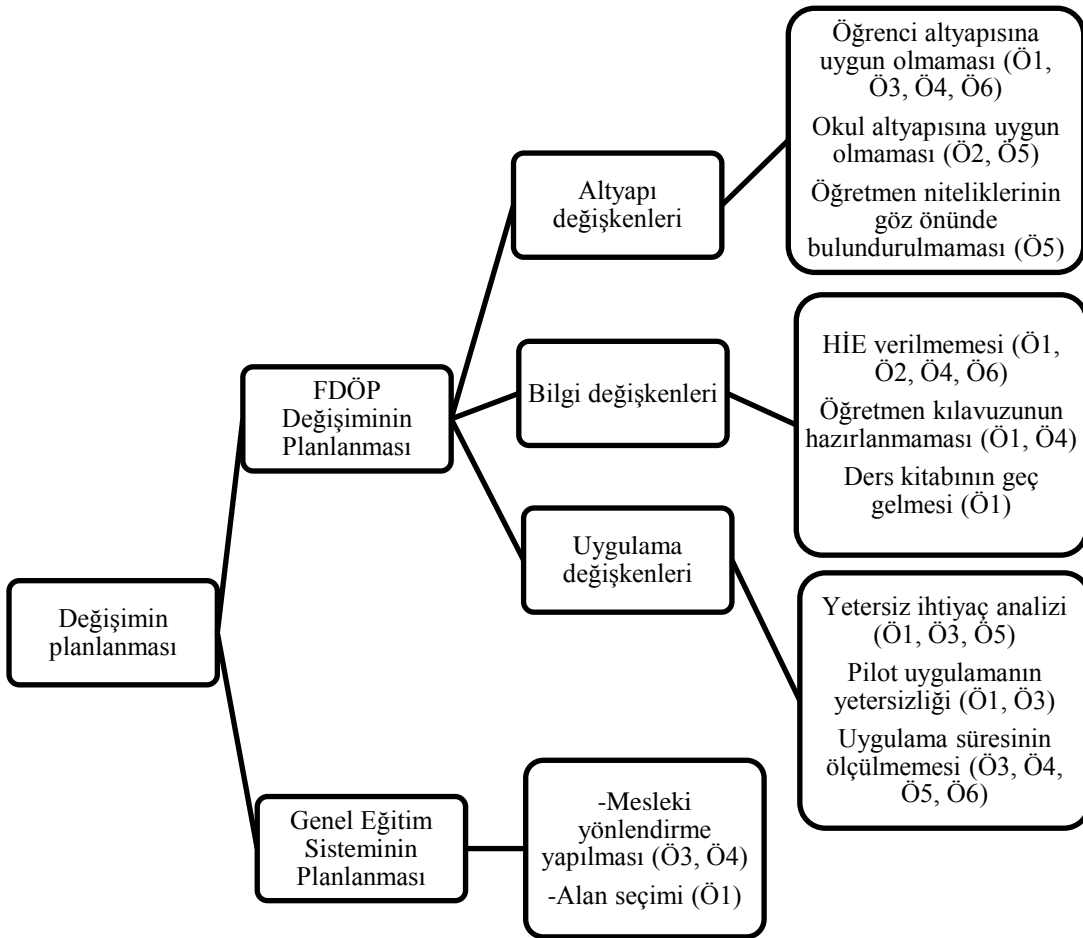 Değişimin
planlanması
FDÖP
Değişiminin
Planlanması
Altyapı
değişkenleri
Öğrenci altyapısına
uygun olmaması (Ö1,
Ö3, Ö4, Ö6)
Okul altyapısına uygun
olmaması (Ö2, Ö5)
Öğretmen niteliklerinin
göz önünde
bulundurulmaması (Ö5)
Bilgi değişkenleri
HİE verilmemesi (Ö1,
Ö2, Ö4, Ö6)
Öğretmen kılavuzunun
hazırlanmaması (Ö1, Ö4)
Ders kitabının geç
gelmesi (Ö1)
Uygulama
değişkenleri
Yetersiz ihtiyaç analizi
(Ö1, Ö3, Ö5)
Pilot uygulamanın
yetersizliği (Ö1, Ö3)
Uygulama süresinin
ölçülmemesi (Ö3, Ö4,
Ö5, Ö6)
Genel Eğitim
Sisteminin
Planlanması
-Mesleki
yönlendirme
yapılması (Ö3, Ö4)
-Alan seçimi (Ö1)